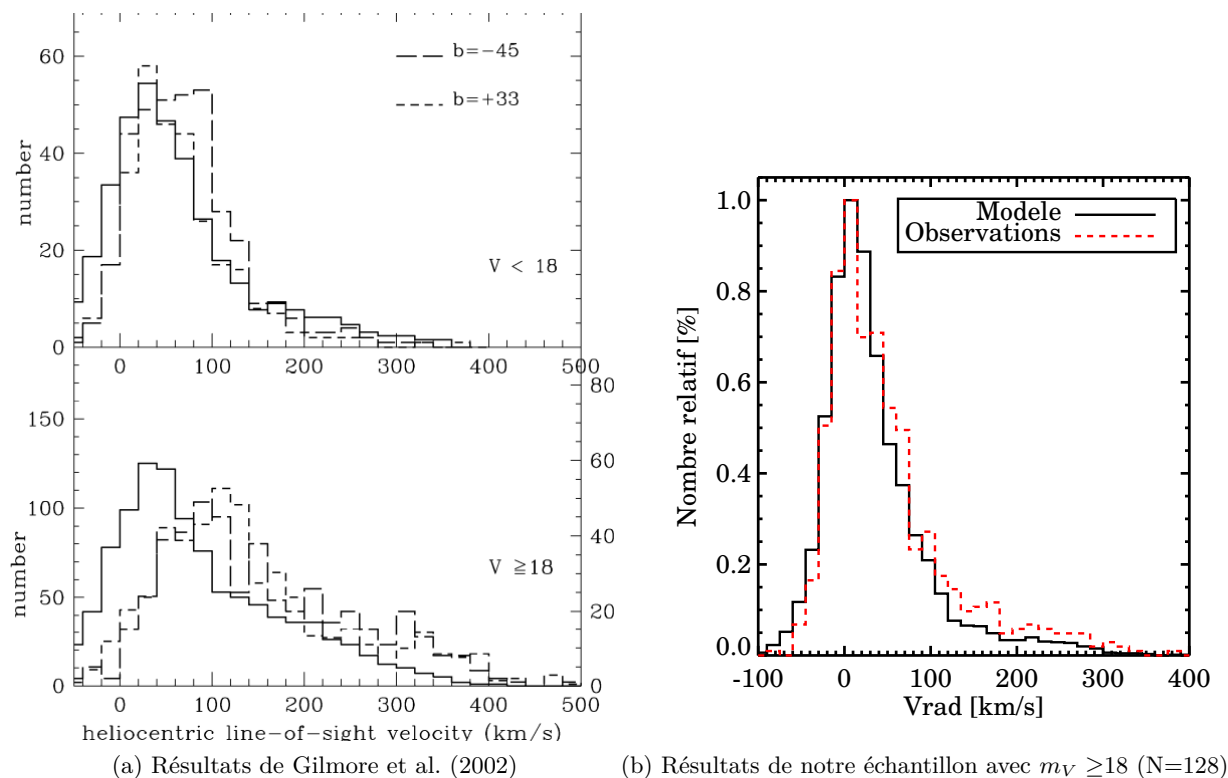 60
b=−45
b=+33
number
40
20
V < 18
0
0 100 200 300 400 500
80
150
60
number
100
40
V ≧18
50
20
0
0
0 100 200 300 400 500
heliocentric line−of−sight velocity (km/s)
(a) Résultats de Gilmore et al. (2002)
1.0
Modele
Observations
0.8
Nombre relatif [%]
0.6
0.4
0.2
0.0
-100 0 100 200 300 400
Vrad [km/s]
(b) Résultats de notre échantillon avec m_V ≥18 (N=128)